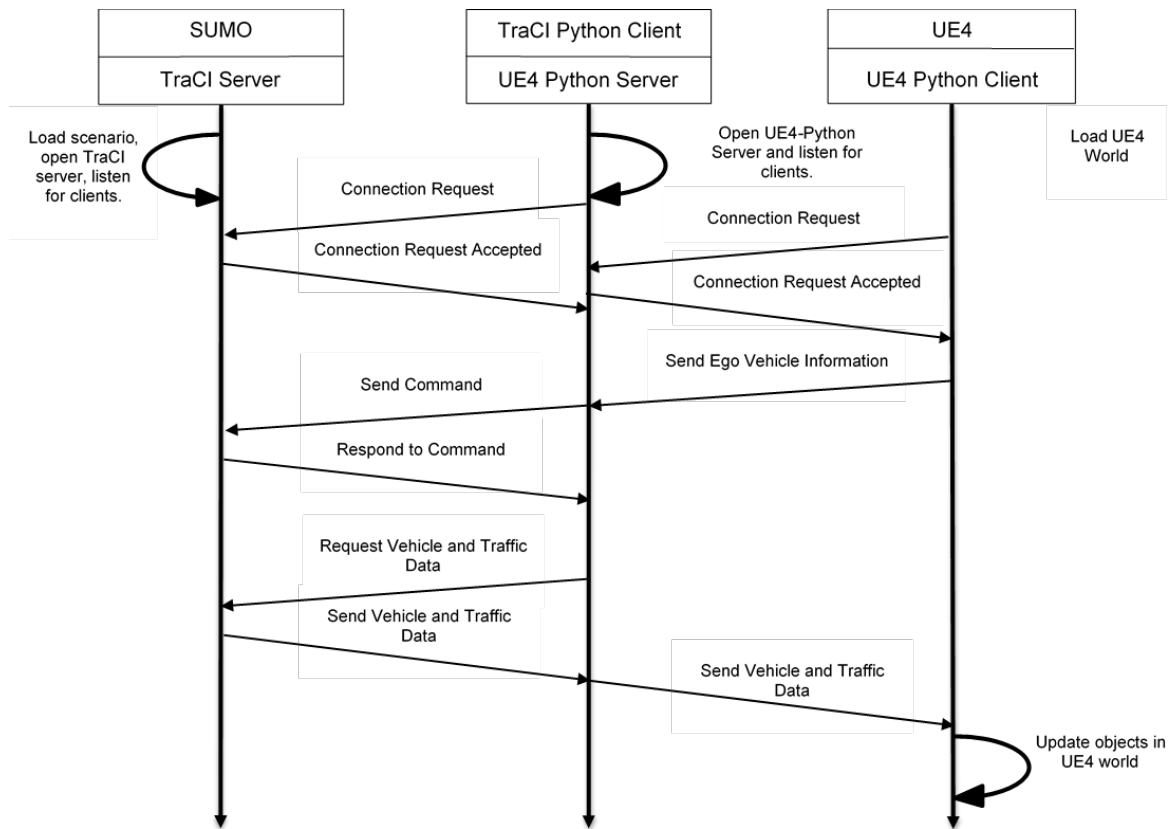 SUMO
TraCI Server
TraCI Python Client
UE4 Python Server
UE4
UE4 Python Client
Load scenario,
open TraCI
server, listen
for clients.
Open UE4-Python
Server and listen for
clients.
Load UE4
World
Connection Request
Connection Request
Connection Request Accepted
Connection Request Accepted
Send Ego Vehicle Information
Send Command
Respond to Command
Request Vehicle and Traffic
Data
Send Vehicle and Traffic
Data
Send Vehicle and Traffic
Data
Update objects in
UE4 world